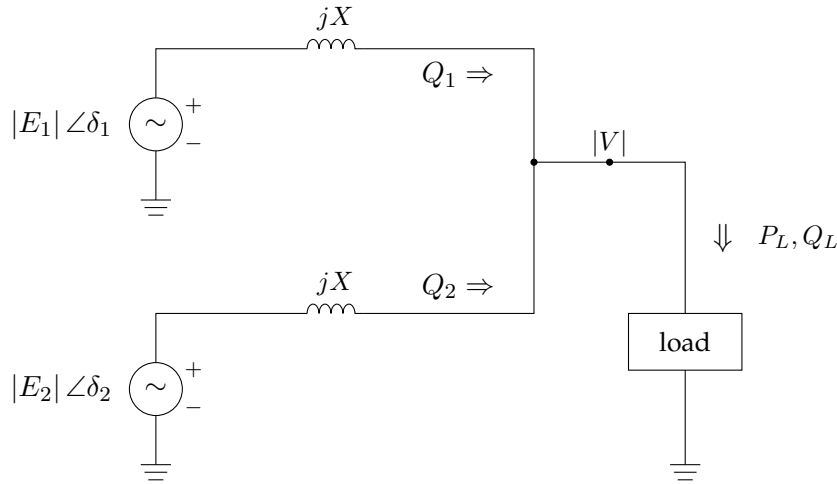 jX
Q₁ ⇒
|E₁| ∠δ₁
+
∼
−
|V|
⇓ P_L, Q_L
jX
Q₂ ⇒
|E₂| ∠δ₂
+
∼
−
load